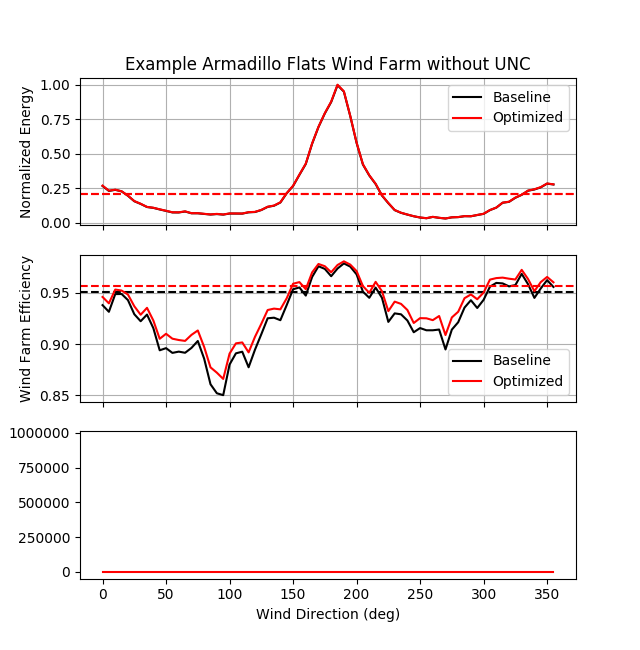 Example Armadillo Flats Wind Farm without UNC
Normalized Energy
1.00
0.75
0.50
0.25
0.00
Baseline
Optimized
Wind Farm Efficiency
0.95
0.90
0.85
Baseline
Optimized
1000000
750000
500000
250000
0
0 50 100 150 200 250 300 350
Wind Direction (deg)